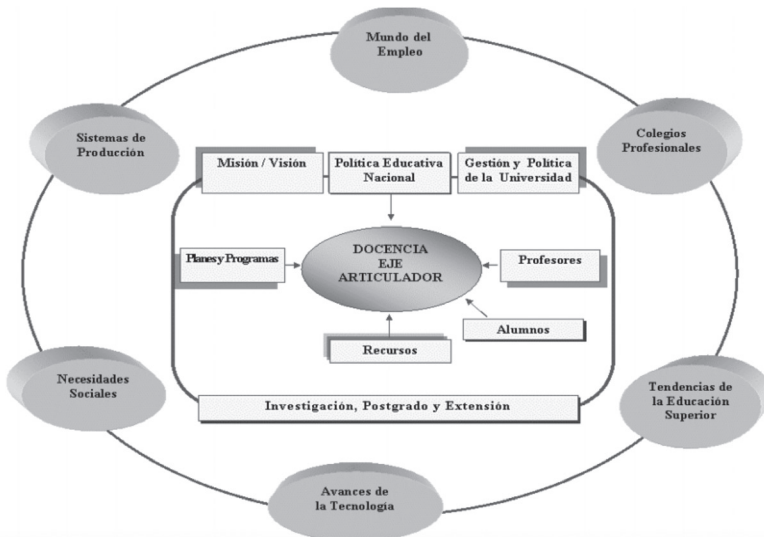 Mundo del
Empleo
Sistemas de
Producción
Colegios
Profesionales
Misión / Visión
Política Educativa
Nacional
Gestión y Política
de la Universidad
DOCENCIA
EJE
ARTICULADOR
Planes y Programas
Profesores
Alumnos
Recursos
Necesidades
Sociales
Tendencias de
la Educación
Superior
Investigación, Postgrado y Extensión
Avances de
la Tecnología